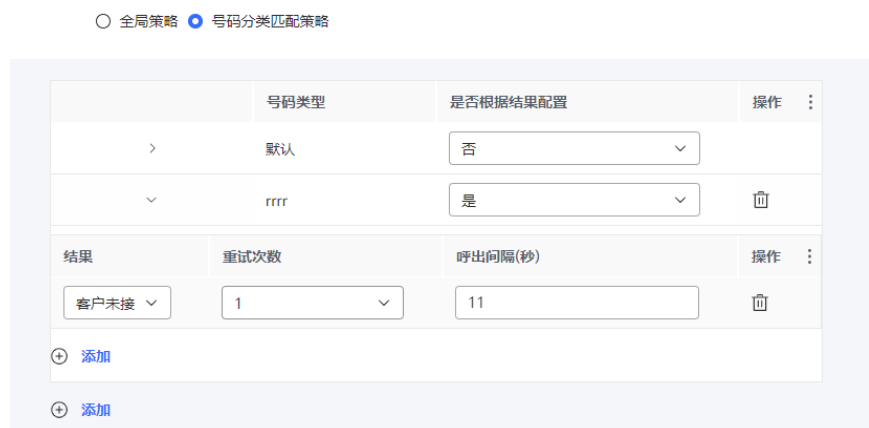 全局策略 号码分类匹配策略
号码类型 是否根据结果配置 操作
默认 否
rrrr 是
结果 重试次数 呼出间隔(秒) 操作
客户未接 1 11
添加
添加